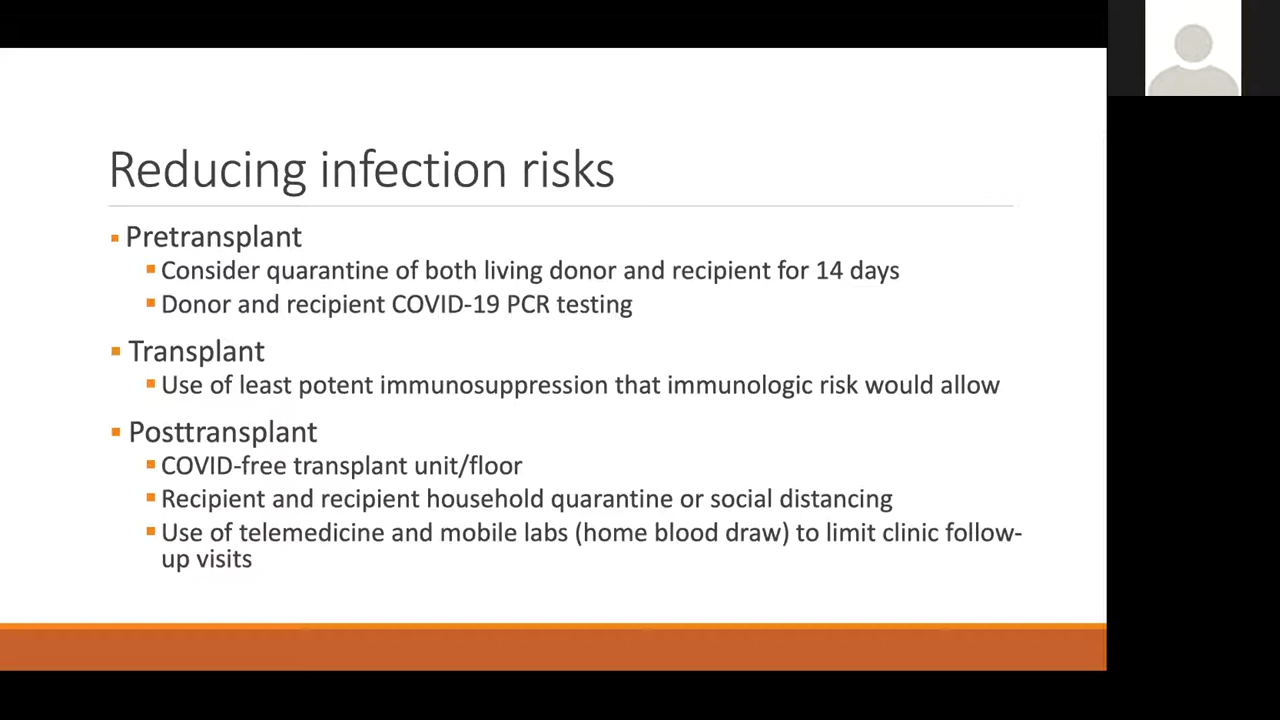 Reducing infection risks
Pretransplant
Consider quarantine of both living donor and recipient for 14 days
Donor and recipient COVID-19 PCR testing
Transplant
Use of least potent immunosuppression that immunologic risk would allow
Posttransplant
COVID-free transplant unit/floor
Recipient and recipient household quarantine or social distancing
Use of telemedicine and mobile labs (home blood draw) to limit clinic follow-
up visits